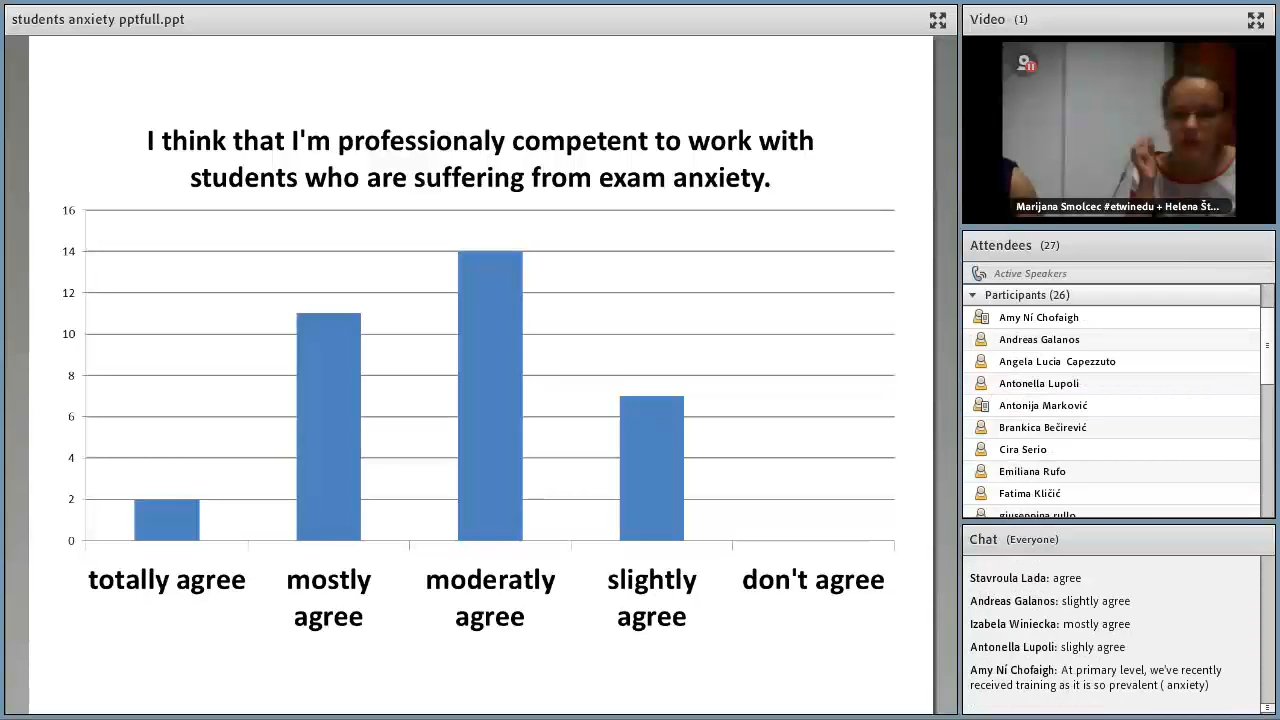 students anxiety pptfull.ppt
I think that I'm professionaly competent to work with
students who are suffering from exam anxiety.
16
14
12
10
8
6
4
2
0
totally agree
mostly
agree
moderatly
agree
slightly
agree
don't agree
Video (1)
Marijana Smolcec #etwinedu + Helena Št...
Attendees (27)
Active Speakers
Participants (26)
Amy Ní Chofaigh
Andreas Galanos
Angela Lucia Capezzuto
Antonella Lupoli
Antonija Marković
Brankica Bečirević
Cira Serio
Emiliana Rufo
Fatima Kličić
giuseppina rullo
Chat (Everyone)
Stavroula Lada: agree
Andreas Galanos: slightly agree
Izabela Winiecka: mostly agree
Antonella Lupoli: slighly agree
Amy Ní Chofaigh: At primary level, we've recently
received training as it is so prevalent ( anxiety)